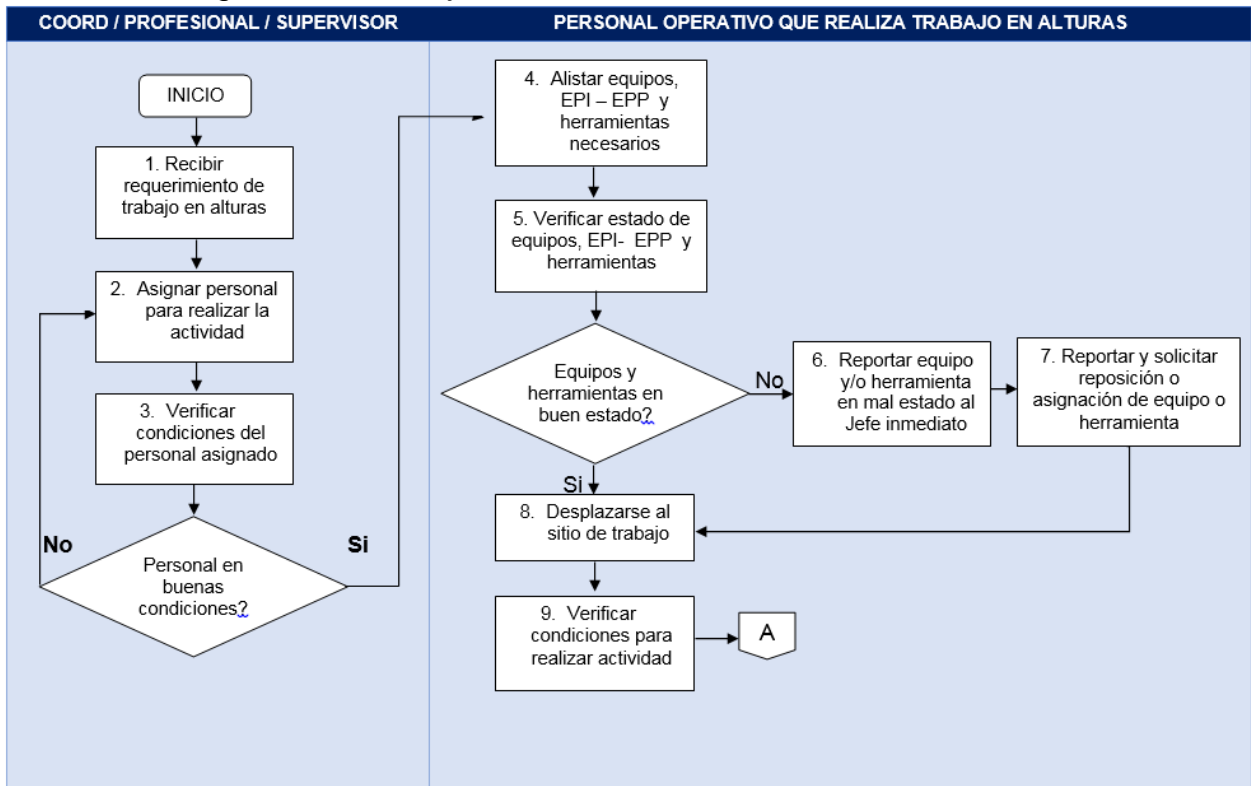 COORD / PROFESIONAL / SUPERVISOR
PERSONAL OPERATIVO QUE REALIZA TRABAJO EN ALTURAS
INICIO
1. Recibir
requerimiento de
trabajo en alturas
2. Asignar personal
para realizar la
actividad
3. Verificar
condiciones del
personal asignado
Personal en
buenas
condiciones?
No
Si
4. Alistar equipos,
EPI – EPP y
herramientas
necesarios
5. Verificar estado de
equipos, EPI- EPP y
herramientas
Equipos y
herramientas en
buen estado?
No
Si
6. Reportar equipo
y/o herramienta
en mal estado al
Jefe inmediato
7. Reportar y solicitar
reposición o
asignación de equipo o
herramienta
8. Desplazarse al
sitio de trabajo
9. Verificar
condiciones para
realizar actividad
A